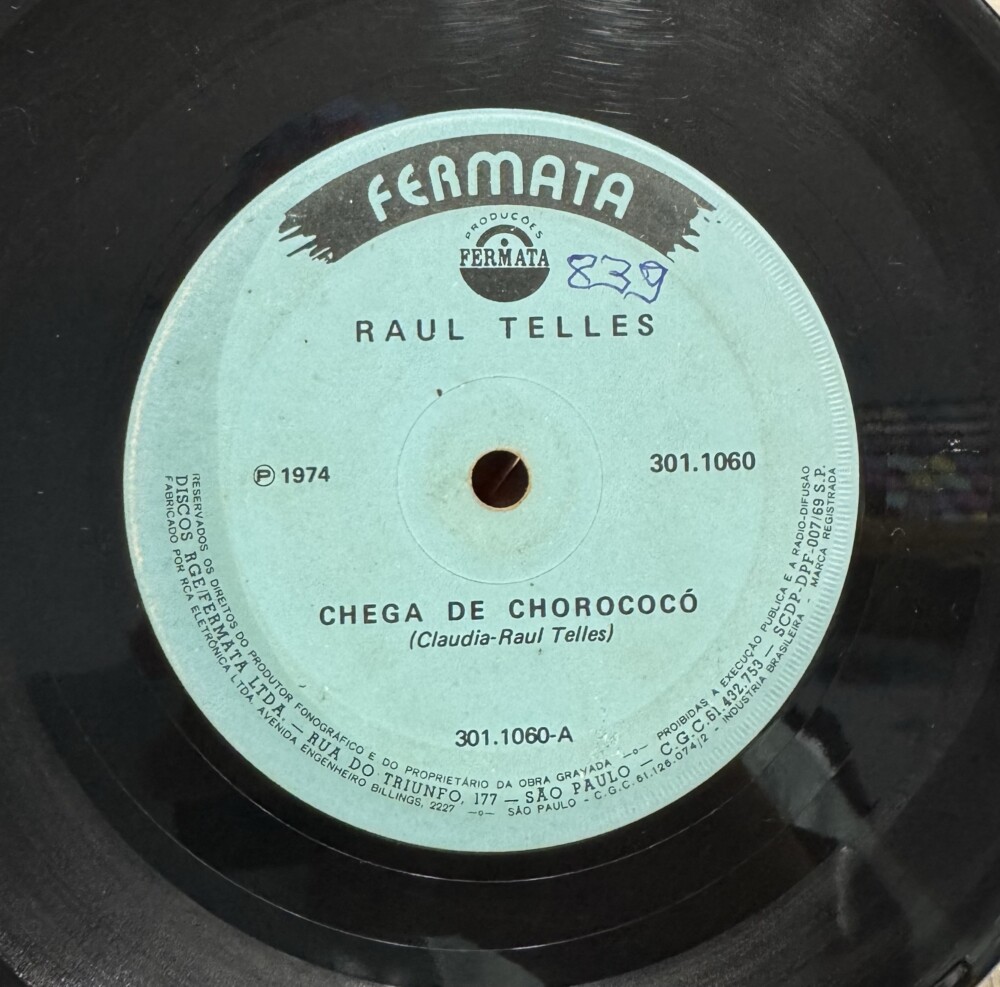 FERMATA
PRODUCÕES
FERMATA
839
RAUL TELLES
Ⓟ 1974
301.1060
CHEGA DE CHOROCOCÓ
(Claudia-Raul Telles)
301.1060-A
RESERVADOS OS DIREITOS DO PRODUTOR FONOGRAFICO E DO PROPRIETÁRIO DA OBRA GRAVADA —o— PROIBIDAS A EXECUÇÃO PUBLICA E A RADIO-DIFUSÃO
DISCOS RGE/FERMATA LTDA. — RUA DO TRIUNFO, 177 — SÃO PAULO — C.G.C. 61.432.753 — SCDP-DPF-007/69 S.P.
FABRICADO POR RCA ELETRÔNICA LTDA. AVENIDA ENGENHEIRO BILLINGS, 2227 —o— SÃO PAULO - C.G.C. 61.126.074/2 - INDÚSTRIA BRASILEIRA - MARCA REGISTRADA